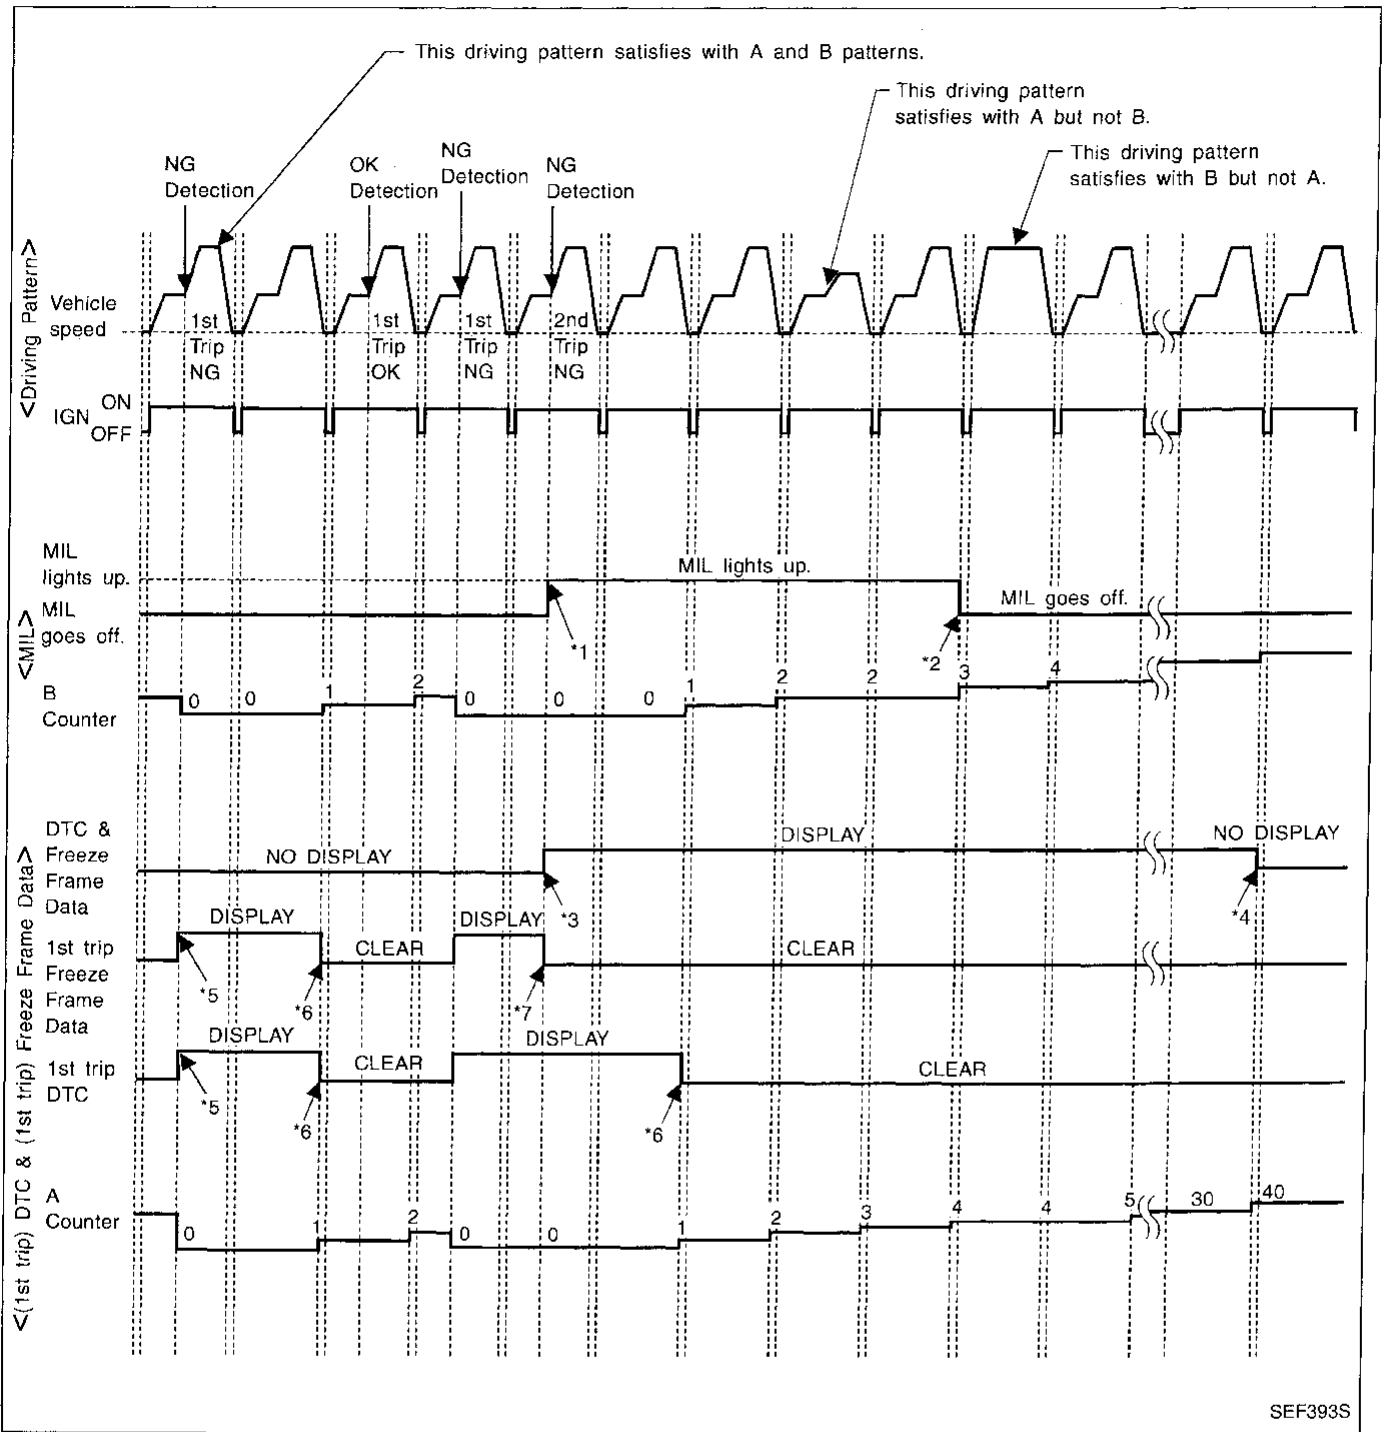 This driving pattern satisfies with A and B patterns.
This driving pattern
satisfies with A but not B.
This driving pattern
satisfies with B but not A.
NG
Detection
OK
Detection
NG
Detection
NG
Detection
<Driving Pattern>
Vehicle
speed
1st
Trip
NG
1st
Trip
OK
1st
Trip
NG
2nd
Trip
NG
IGN ON
OFF
<MIL>
MIL
lights up.
MIL
goes off.
MIL lights up.
MIL goes off.
*1
*2
B
Counter
0 0 1 2 0 0 0 1 2 2 3 4
<(1st trip) DTC & (1st trip) Freeze Frame Data>
DTC &
Freeze
Frame
Data
NO DISPLAY
DISPLAY
NO DISPLAY
*3
*4
1st trip
Freeze
Frame
Data
DISPLAY
CLEAR
DISPLAY
CLEAR
*5
*6
*7
1st trip
DTC
DISPLAY
CLEAR
DISPLAY
CLEAR
*5
*6
*6
A
Counter
0 1 2 0 0 1 2 3 4 4 5 30 40
SEF393S